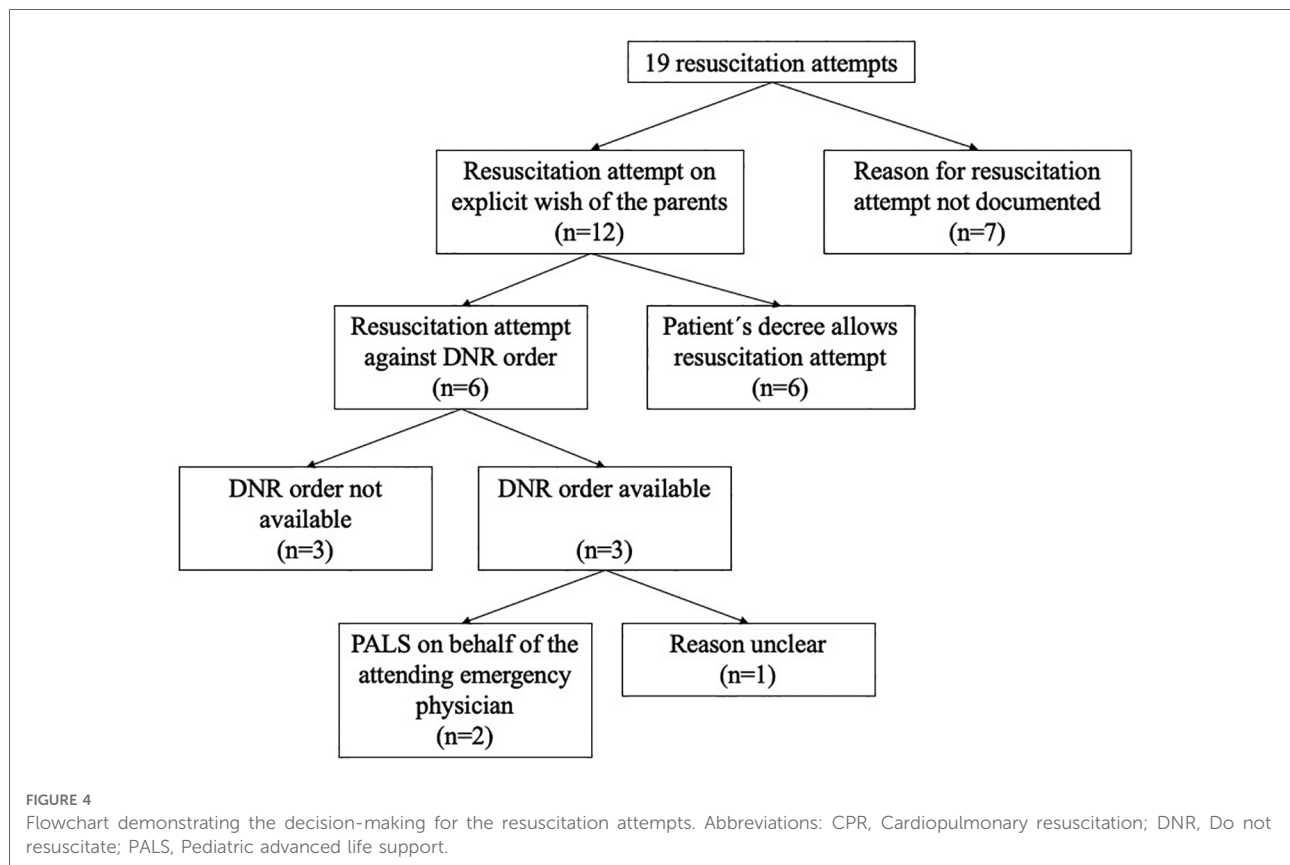 19 resuscitation attempts
Resuscitation attempt on
explicit wish of the parents
(n=12)
Reason for resuscitation
attempt not documented
(n=7)
Resuscitation attempt
against DNR order
(n=6)
Patient´s decree allows
resuscitation attempt
(n=6)
DNR order not
available
(n=3)
DNR order available
(n=3)
PALS on behalf of the
attending emergency
physician
(n=2)
Reason unclear
(n=1)
FIGURE 4
Flowchart demonstrating the decision-making for the resuscitation attempts. Abbreviations: CPR, Cardiopulmonary resuscitation; DNR, Do not
resuscitate; PALS, Pediatric advanced life support.